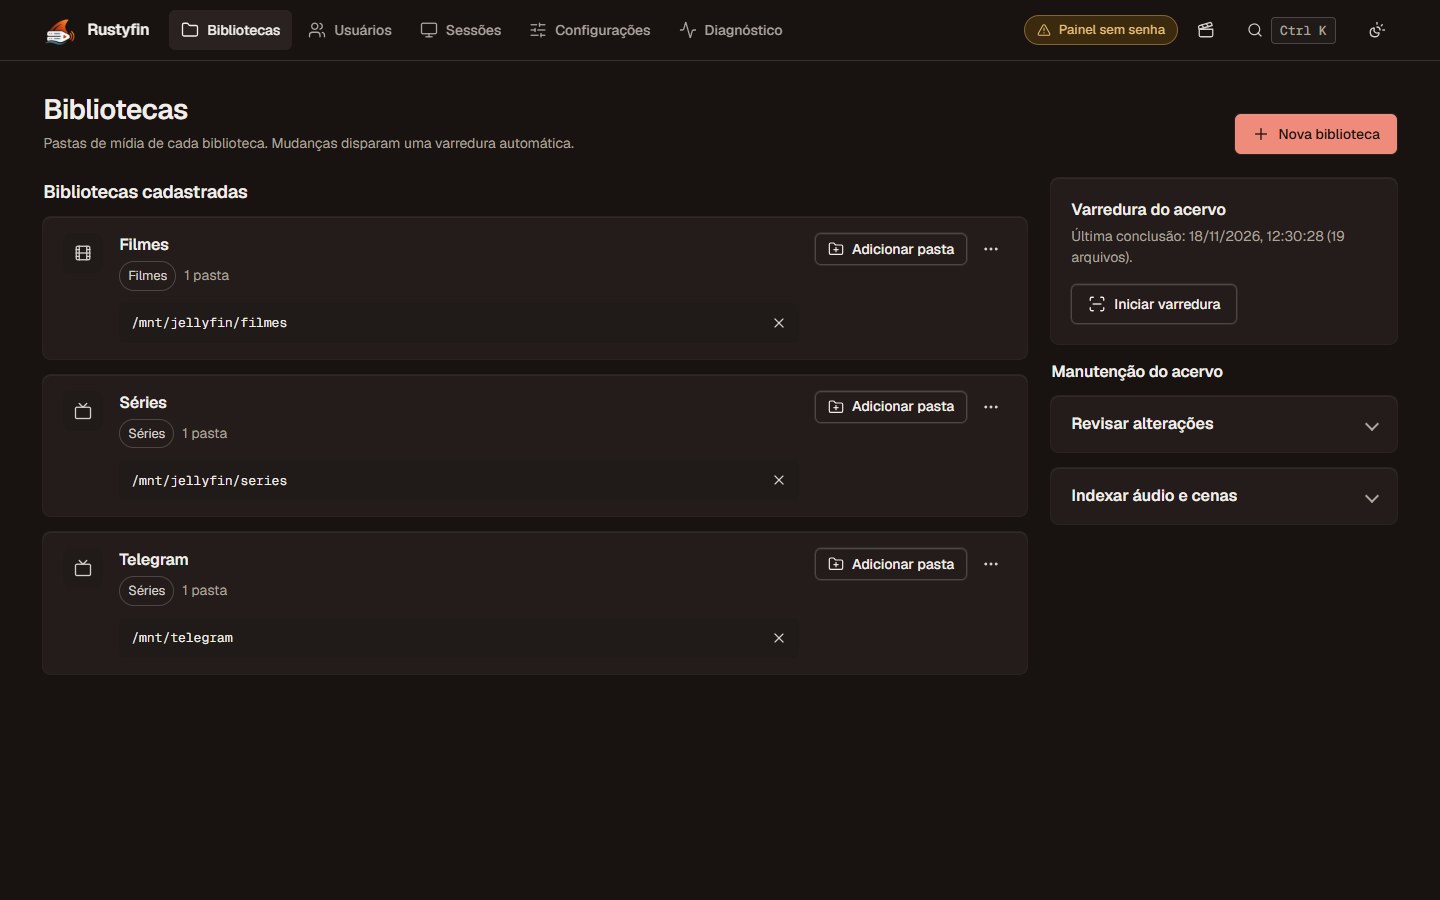 Rustyfin
Bibliotecas
Usuários
Sessões
Configurações
Diagnóstico
Painel sem senha
Ctrl K
Bibliotecas
Pastas de mídia de cada biblioteca. Mudanças disparam uma varredura automática.
Nova biblioteca
Bibliotecas cadastradas
Filmes
Filmes 1 pasta
Adicionar pasta
/mnt/jellyfin/filmes
Séries
Séries 1 pasta
Adicionar pasta
/mnt/jellyfin/series
Telegram
Séries 1 pasta
Adicionar pasta
/mnt/telegram
Varredura do acervo
Última conclusão: 18/11/2026, 12:30:28 (19
arquivos).
Iniciar varredura
Manutenção do acervo
Revisar alterações
Indexar áudio e cenas